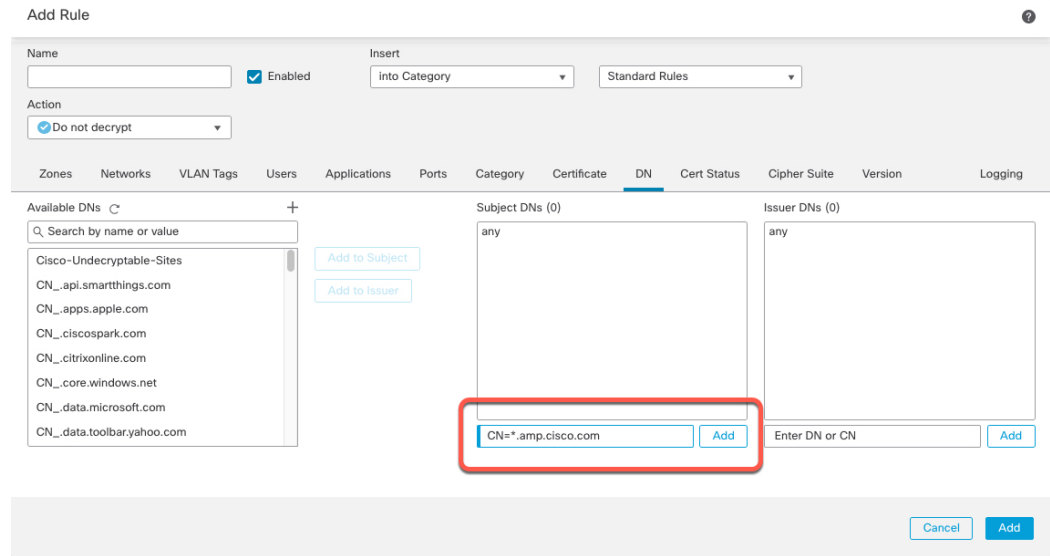 Add Rule
Name
Enabled
Insert
into Category
Standard Rules
Action
Do not decrypt
Zones Networks VLAN Tags Users Applications Ports Category Certificate DN Cert Status Cipher Suite Version Logging
Available DNs
Search by name or value
Cisco-Undecryptable-Sites
CN_.api.smartthings.com
CN_.apps.apple.com
CN_.ciscospark.com
CN_.citrixonline.com
CN_.core.windows.net
CN_.data.microsoft.com
CN_.data.toolbar.yahoo.com
Add to Subject
Add to Issuer
Subject DNs (0)
any
CN=*.amp.cisco.com Add
Issuer DNs (0)
any
Enter DN or CN Add
Cancel Add